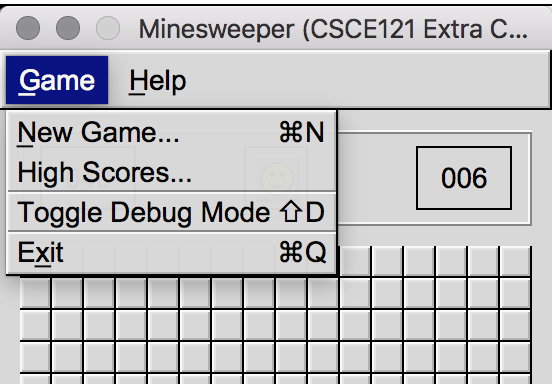 Minesweeper (CSCE121 Extra C...
Game Help
New Game... ⌘N
High Scores...
006
Toggle Debug Mode ⇧D
Exit ⌘Q